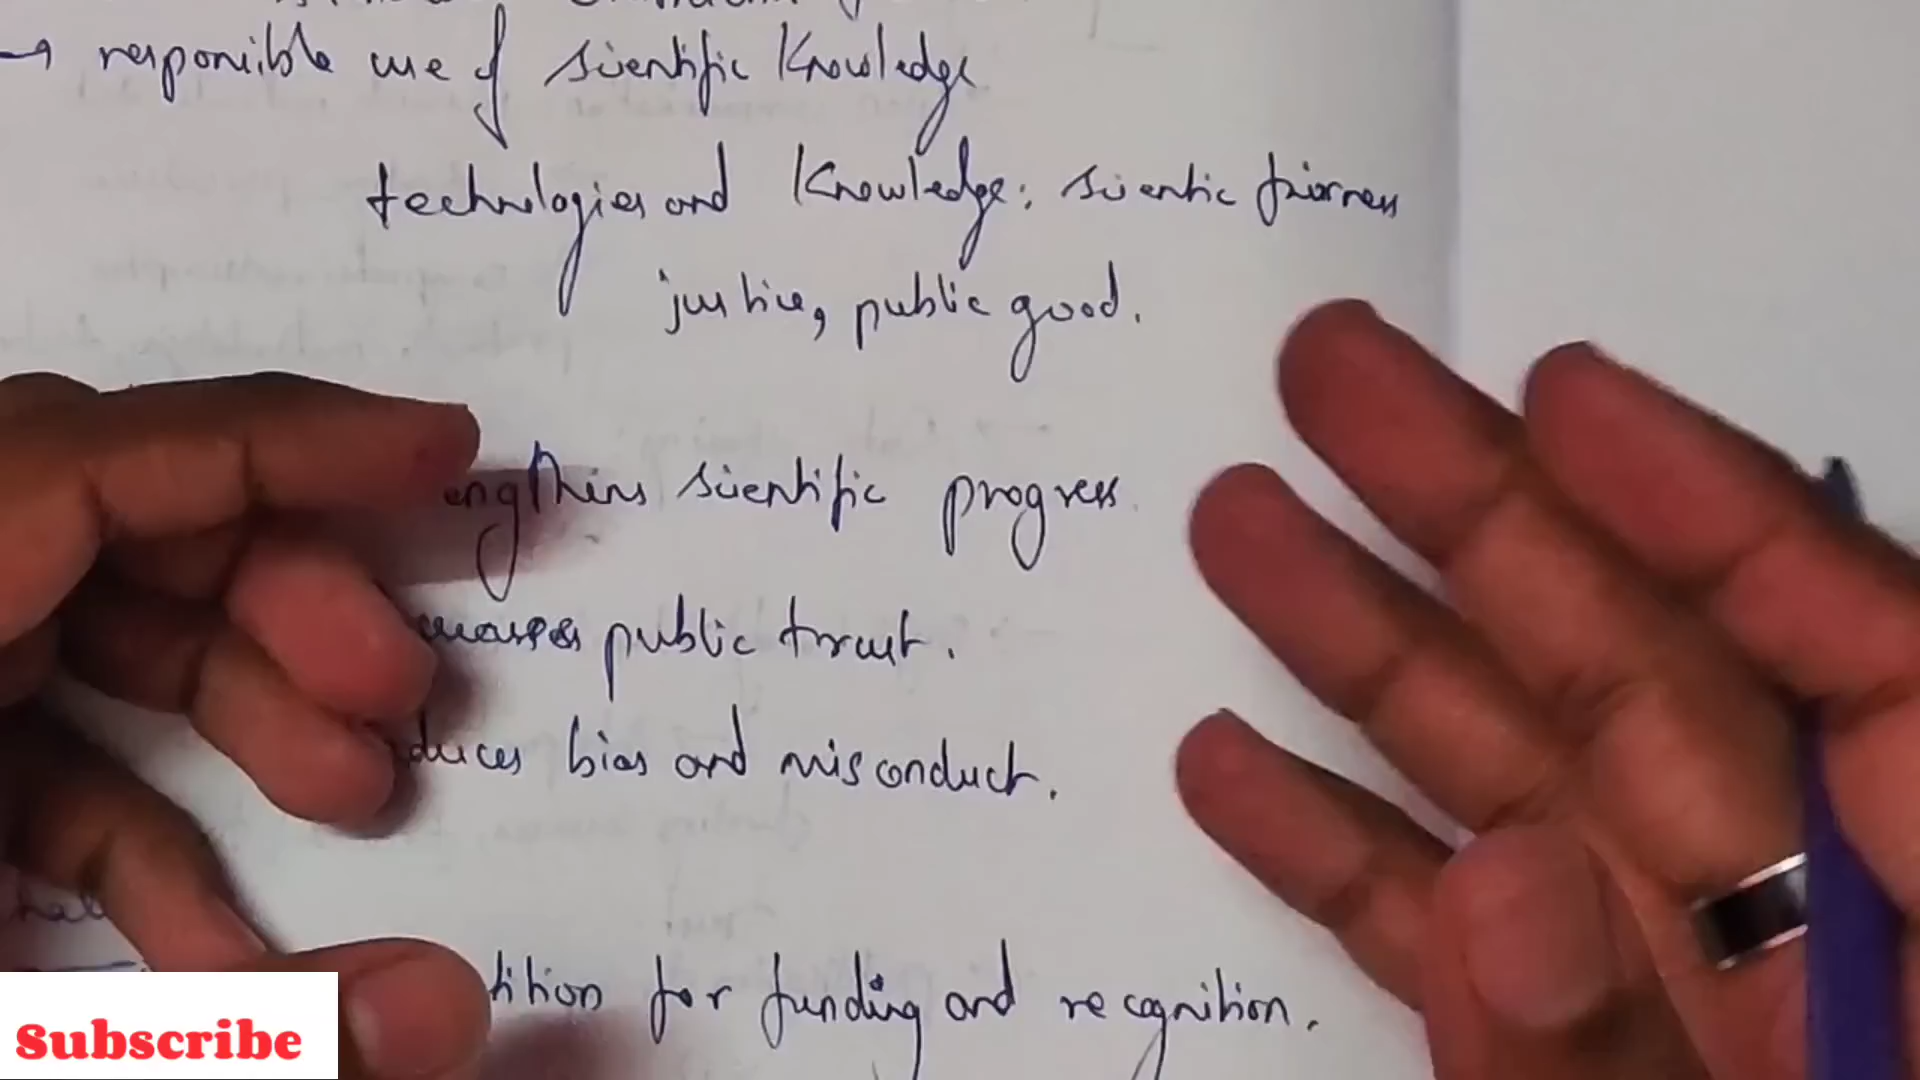 → responsible use of scientific Knowledge
technologies and Knowledge: scientic fairness
justice, public good.
scientific progress
public trust.
bias and misconduct.
for funding and recognition.
Subscribe